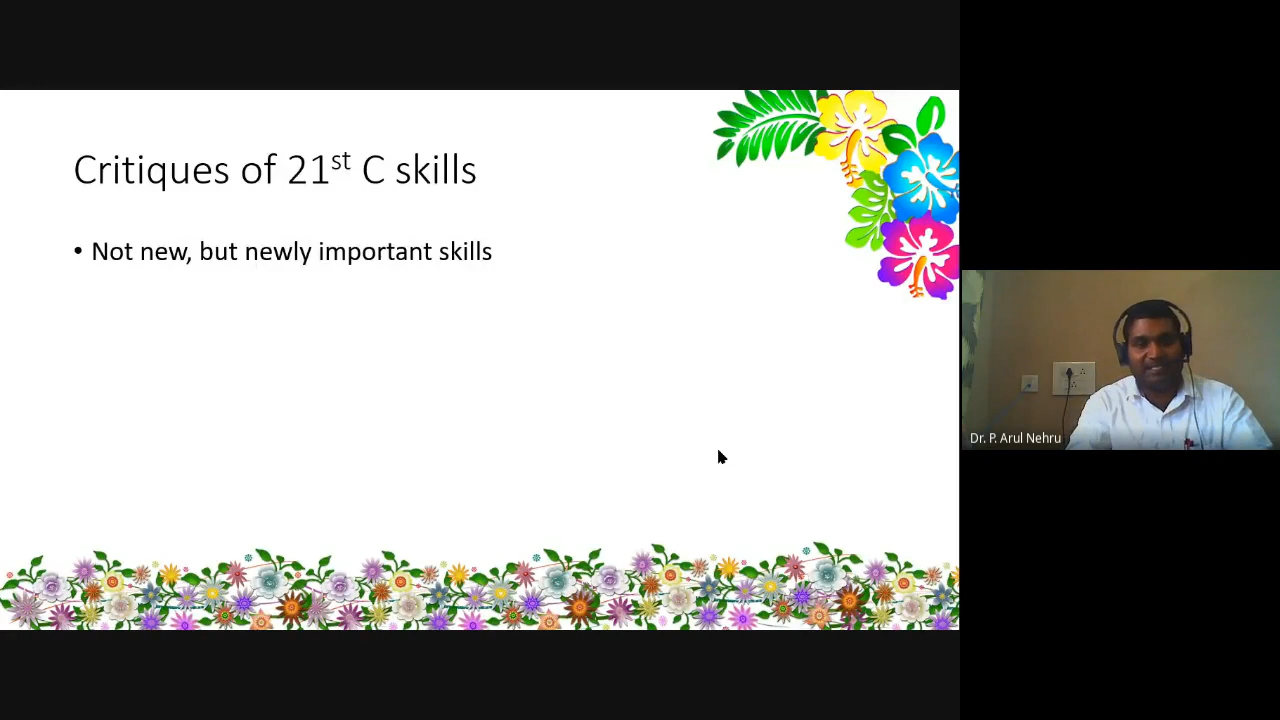 Critiques of 21st C skills
• Not new, but newly important skills
Dr. P. Arul Nehru